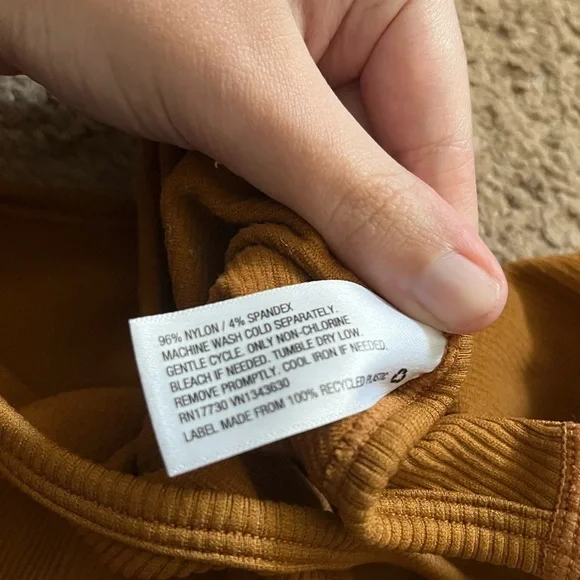 96% NYLON / 4% SPANDEX
MACHINE WASH COLD SEPARATELY.
GENTLE CYCLE. ONLY NON-CHLORINE
BLEACH IF NEEDED. TUMBLE DRY LOW.
REMOVE PROMPTLY. COOL IRON IF NEEDED.
RN17730 VN1343630
LABEL MADE FROM 100% RECYCLED PLASTIC